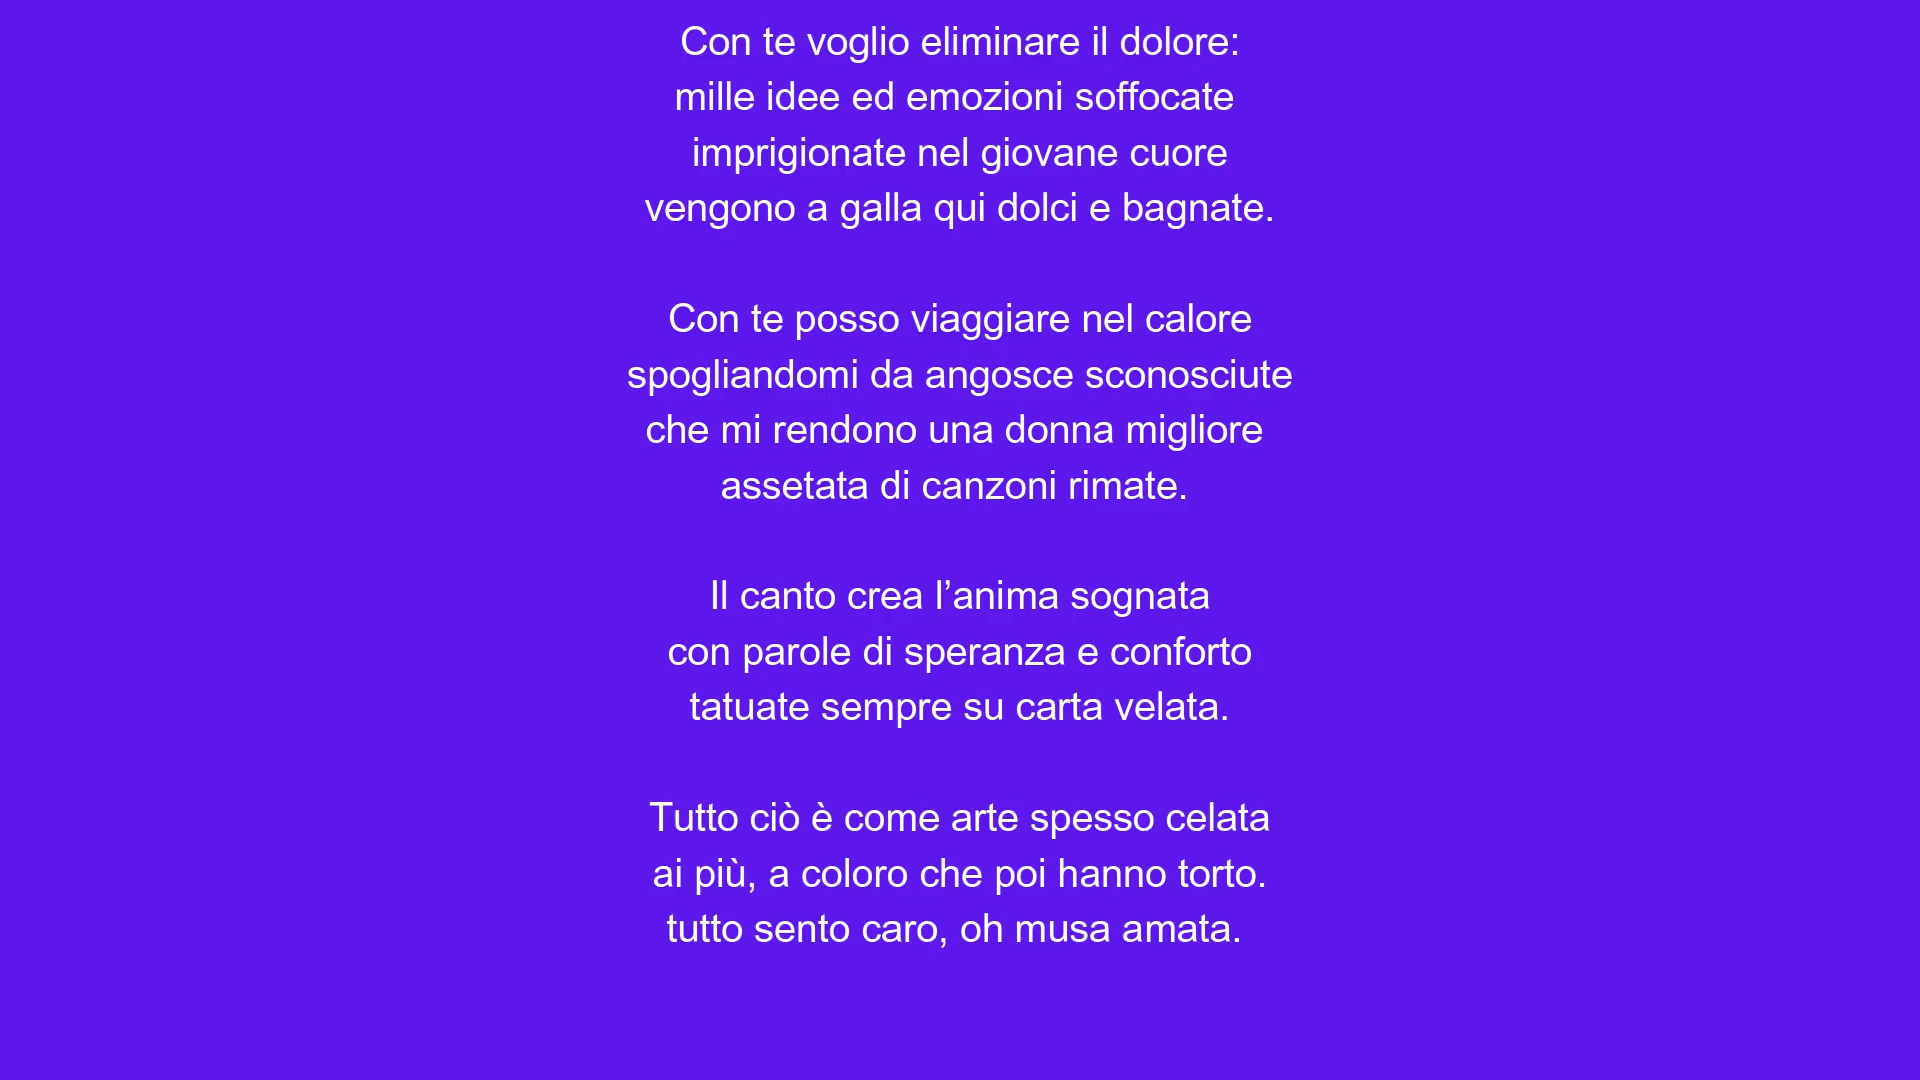 Con te voglio eliminare il dolore:
mille idee ed emozioni soffocate
imprigionate nel giovane cuore
vengono a galla qui dolci e bagnate.
Con te posso viaggiare nel calore
spogliandomi da angosce sconosciute
che mi rendono una donna migliore
assetata di canzoni rimate.
Il canto crea l’anima sognata
con parole di speranza e conforto
tatuate sempre su carta velata.
Tutto ciò è come arte spesso celata
ai più, a coloro che poi hanno torto.
tutto sento caro, oh musa amata.